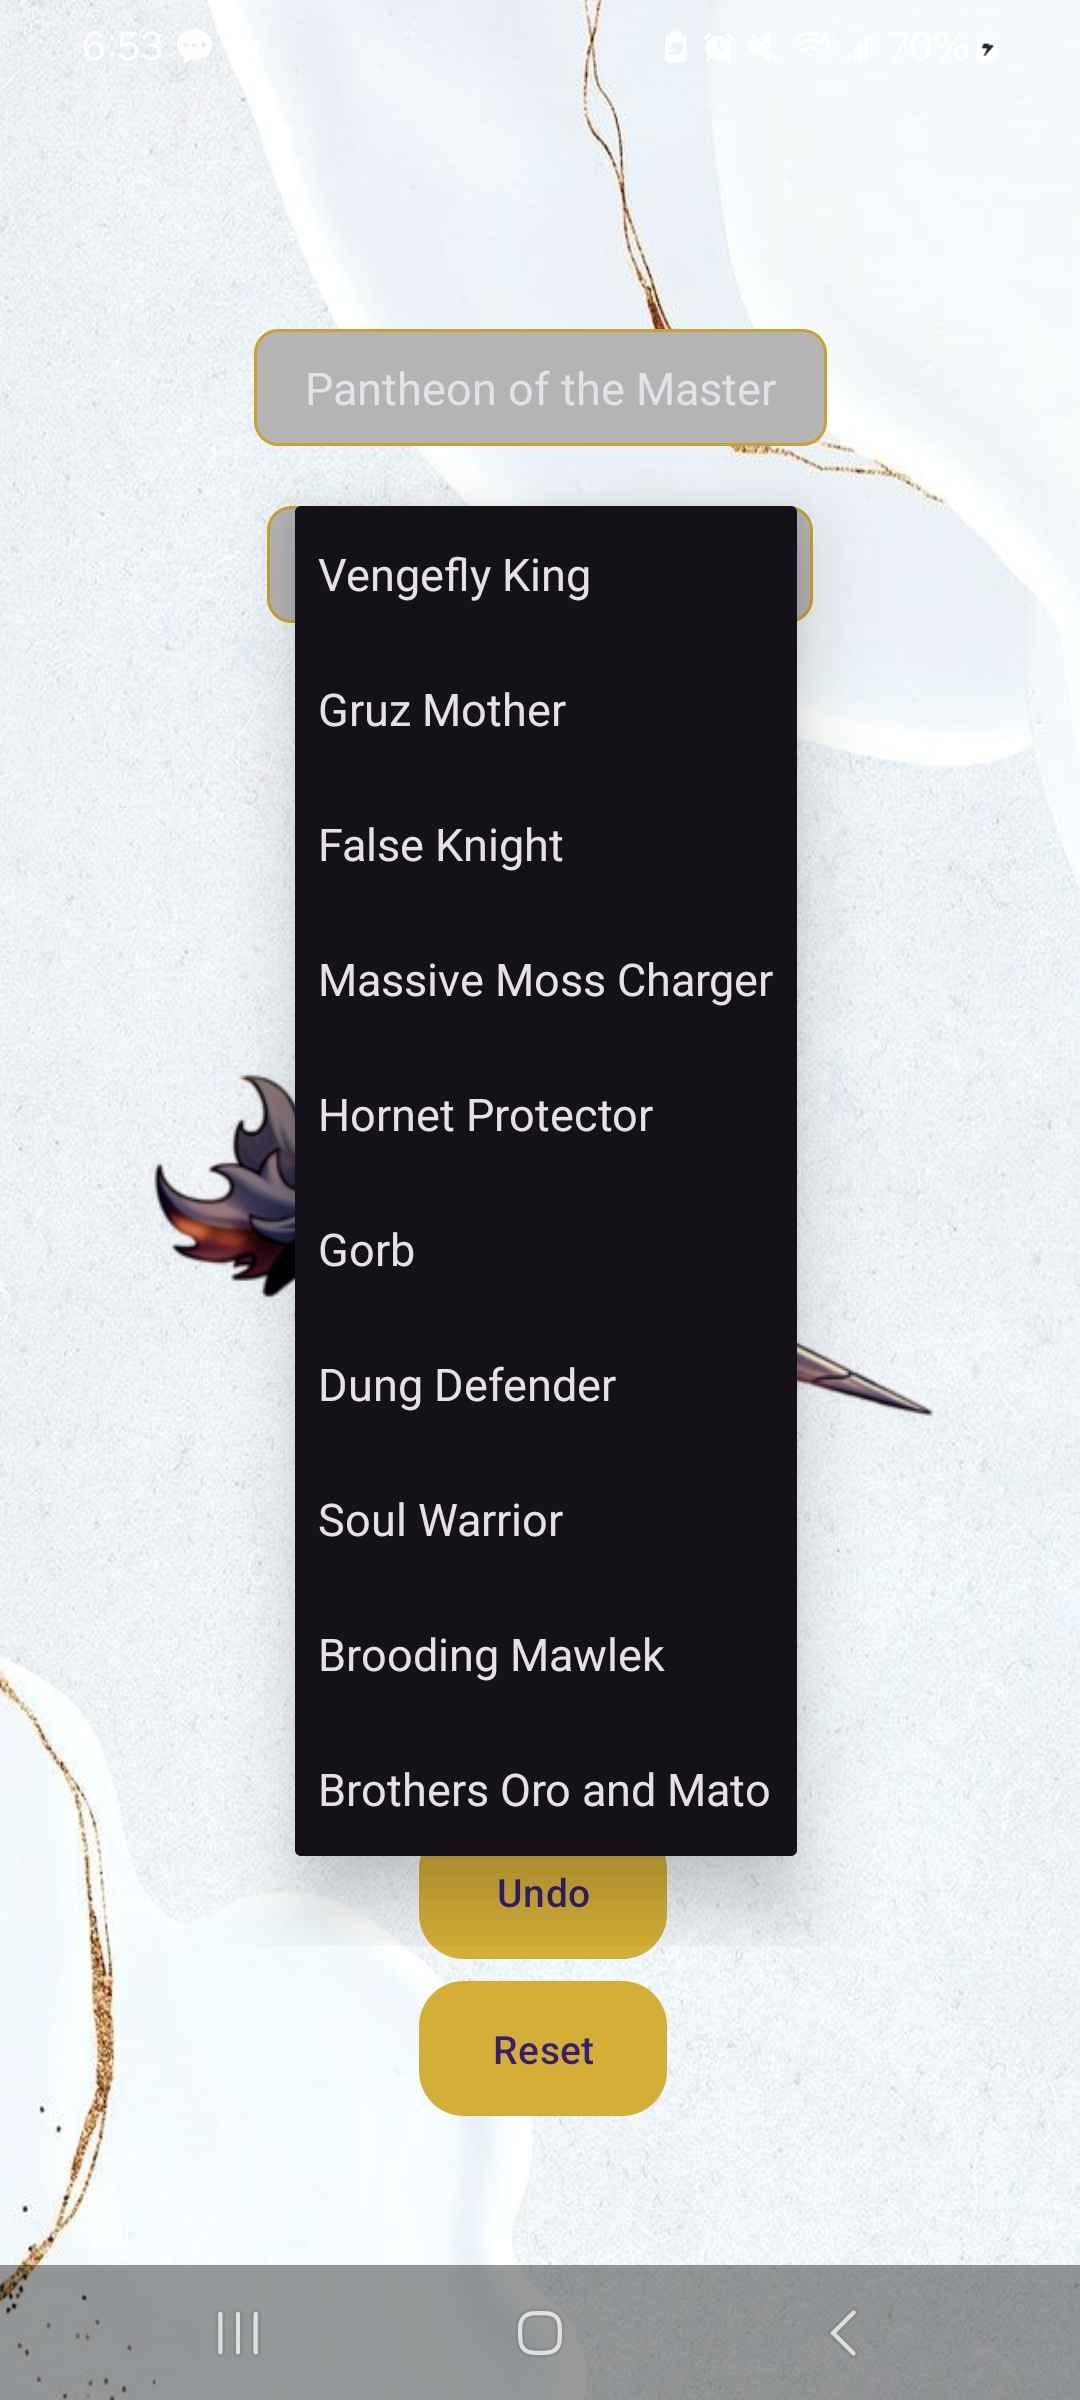 6:53 70%
Pantheon of the Master
Vengefly King
Gruz Mother
False Knight
Massive Moss Charger
Hornet Protector
Gorb
Dung Defender
Soul Warrior
Brooding Mawlek
Brothers Oro and Mato
Undo
Reset